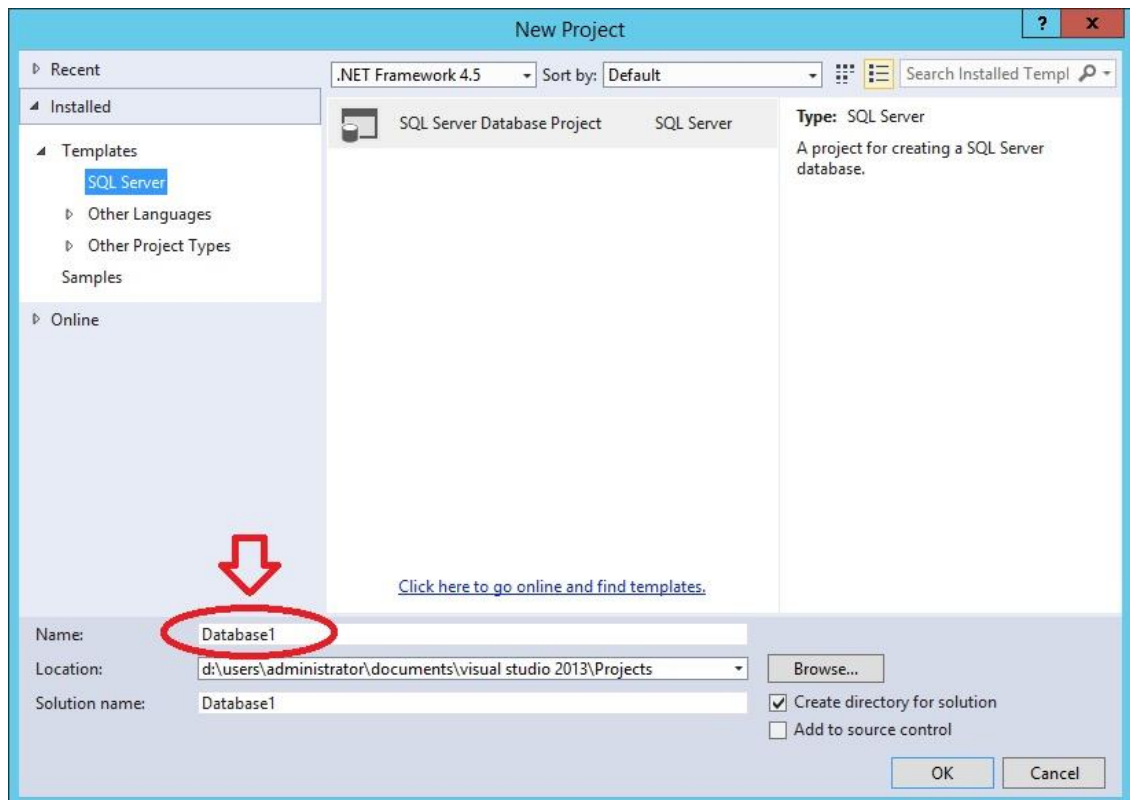 New Project
? x
Recent
Installed
Templates
SQL Server
Other Languages
Other Project Types
Samples
Online
.NET Framework 4.5 Sort by: Default Search Installed Templ
SQL Server Database Project SQL Server
Type: SQL Server
A project for creating a SQL Server
database.
Click here to go online and find templates.
Name: Database1
Location: d:\users\administrator\documents\visual studio 2013\Projects Browse...
Solution name: Database1
Create directory for solution
Add to source control
OK Cancel